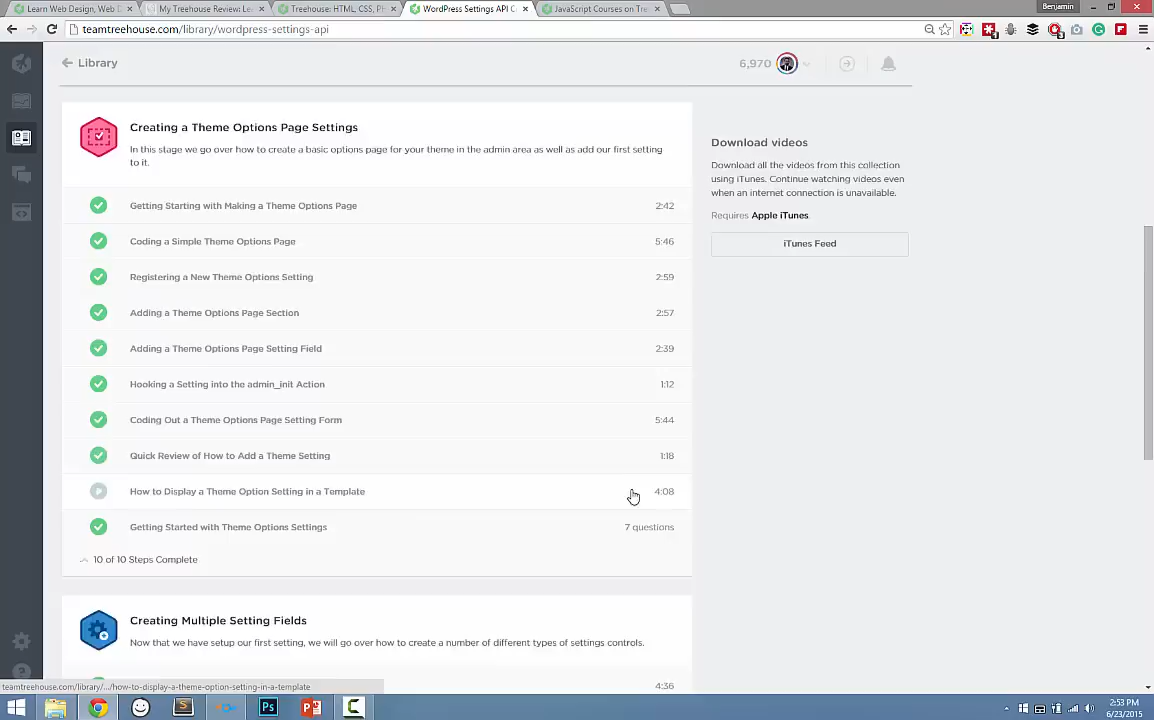 Learn Web Design, Web D
My Treehouse Review: Le
Treehouse: HTML, CSS, PH
WordPress Settings API C
JavaScript Courses on Tre
Benjamin
teamtreehouse.com/library/wordpress-settings-api
Library
6,970
Creating a Theme Options Page Settings
In this stage we go over how to create a basic options page for your theme in the admin area as well as add our first setting
to it.
Getting Starting with Making a Theme Options Page 2:42
Coding a Simple Theme Options Page 5:46
Registering a New Theme Options Setting 2:59
Adding a Theme Options Page Section 2:57
Adding a Theme Options Page Setting Field 2:39
Hooking a Setting into the admin_init Action 1:12
Coding Out a Theme Options Page Setting Form 5:44
Quick Review of How to Add a Theme Setting 1:18
How to Display a Theme Option Setting in a Template 4:08
Getting Started with Theme Options Settings 7 questions
10 of 10 Steps Complete
Download videos
Download all the videos from this collection
using iTunes. Continue watching videos even
when an internet connection is unavailable.
Requires Apple iTunes.
iTunes Feed
Creating Multiple Setting Fields
Now that we have setup our first setting, we will go over how to create a number of different types of settings controls.
4:36
teamtreehouse.com/library/.../how-to-display-a-theme-option-setting-in-a-template
2:53 PM
6/23/2015